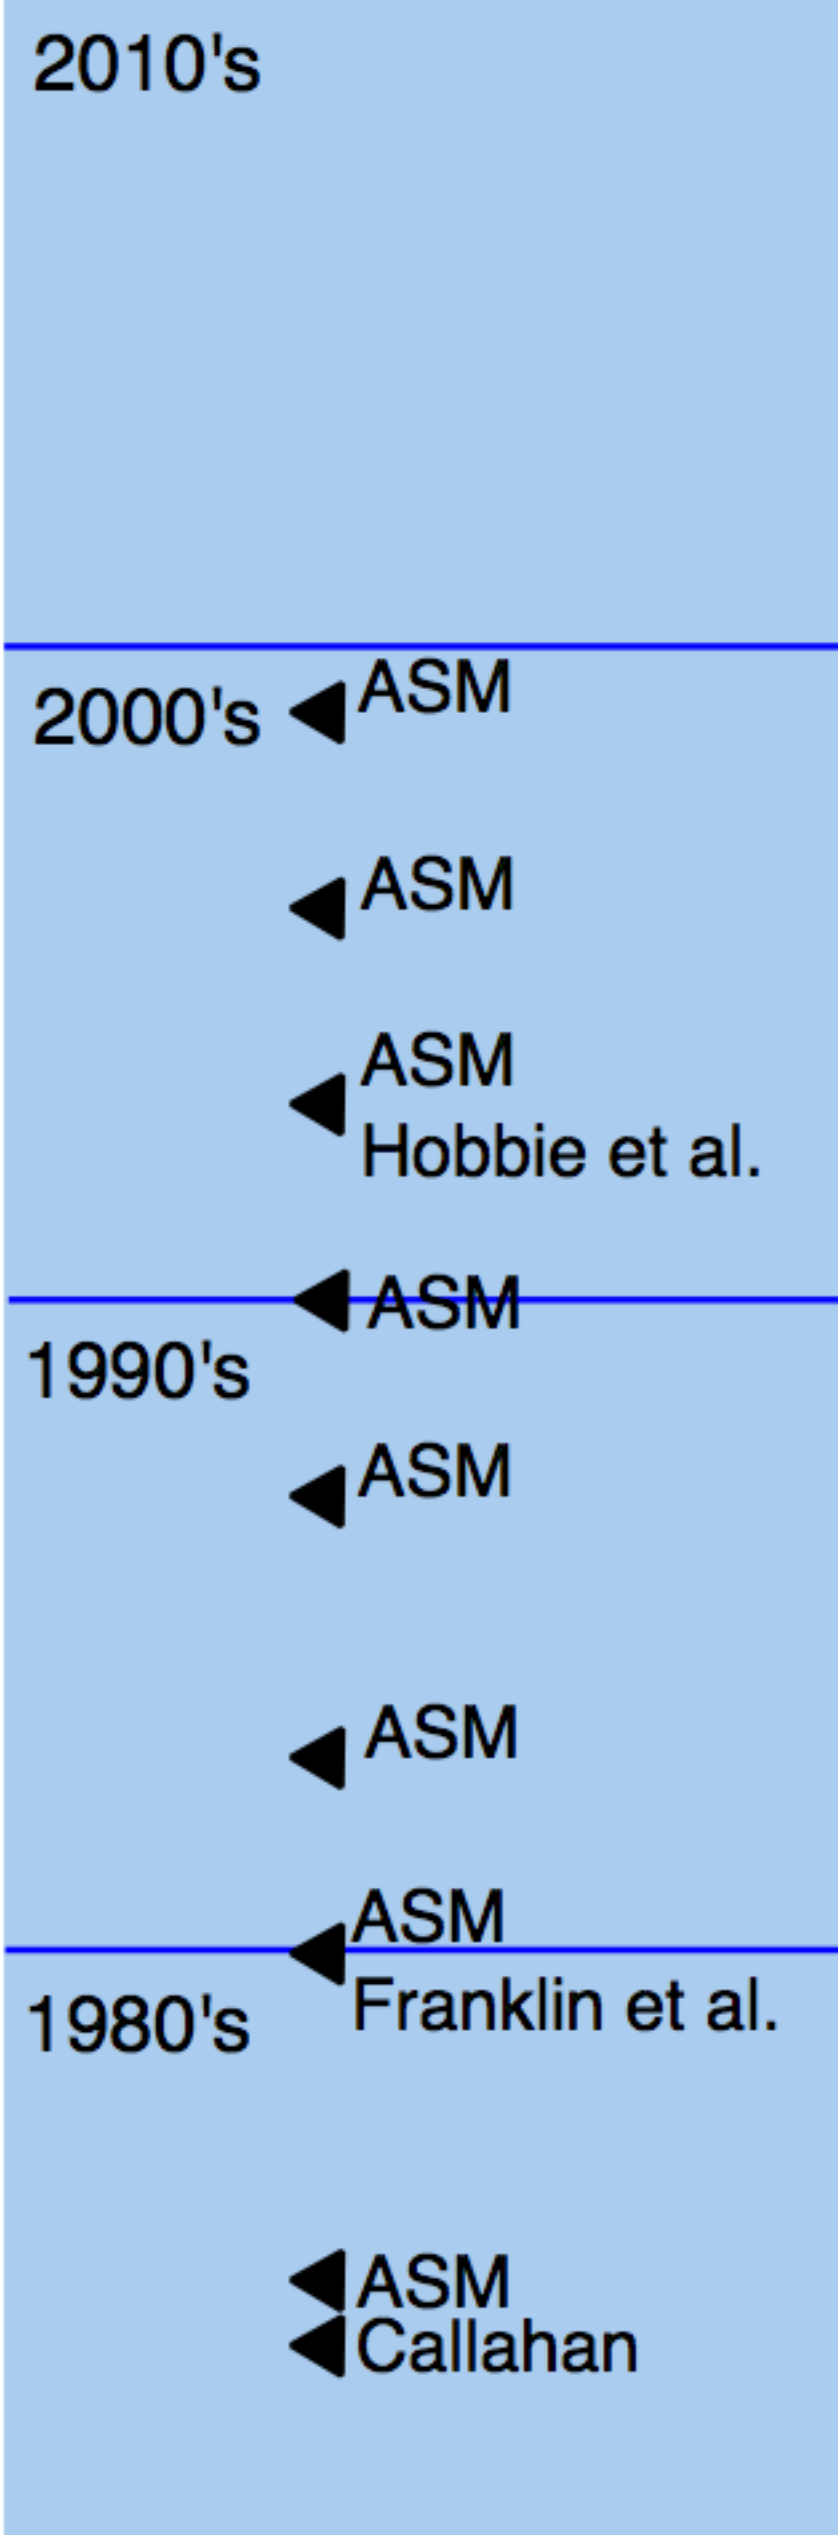 2010's
2000's
ASM
ASM
ASM
Hobbie et al.
ASM
1990's
ASM
ASM
ASM
Franklin et al.
1980's
ASM
Callahan